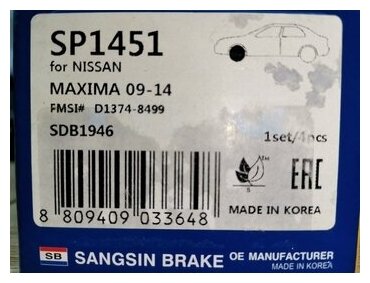 SP1451
for NISSAN
MAXIMA 09-14
FMSI# D1374-8499
SDB1946
1set/4pcs
TM
S
EAC
8 809409 033648
MADE IN KOREA
SB SANGSIN BRAKE OE MANUFACTURER
MADE IN KOREA